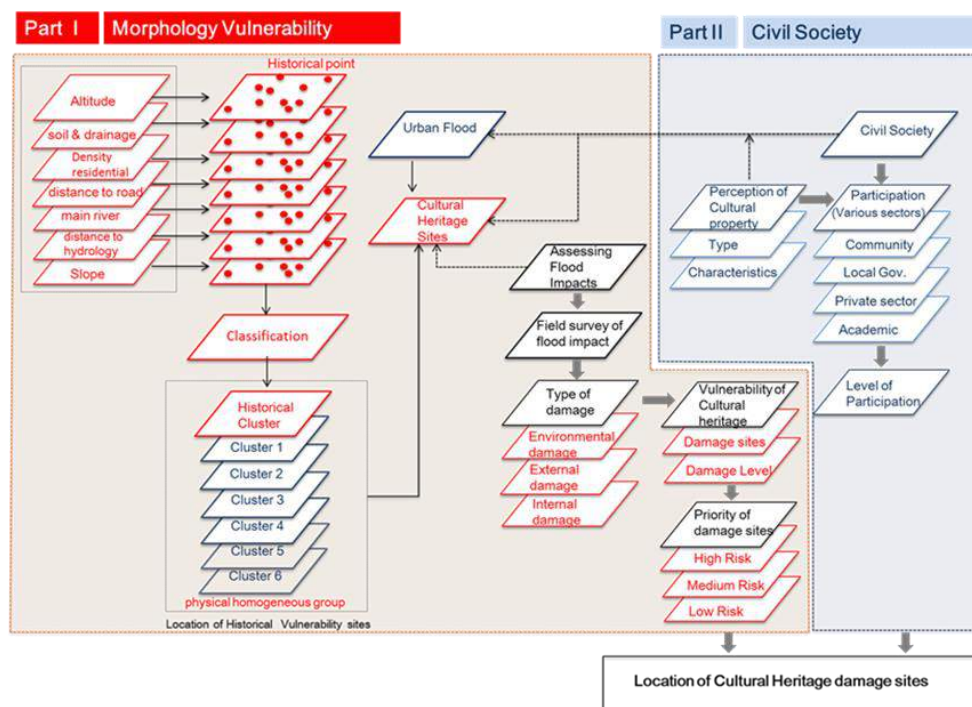 Part I
Morphology Vulnerability
Part II
Civil Society
Historical point
Altitude
soil & drainage
Density
residential
distance to road
main river
distance to
hydrology
Slope
Classification
Historical
Cluster
Cluster 1
Cluster 2
Cluster 3
Cluster 4
Cluster 5
Cluster 6
physical homogeneous group
Location of Historical Vulnerability sites
Urban Flood
Cultural
Heritage
Sites
Assessing
Flood
Impacts
Field survey of
flood impact
Type of
damage
Environmental
damage
External
damage
Internal
damage
Vulnerability of
Cultural
heritage
Damage sites
Damage Level
Priority of
damage sites
High Risk
Medium Risk
Low Risk
Civil Society
Perception of
Cultural
property
Type
Characteristics
Participation
(Various sectors)
Community
Local Gov.
Private sector
Academic
Level of
Participation
Location of Cultural Heritage damage sites